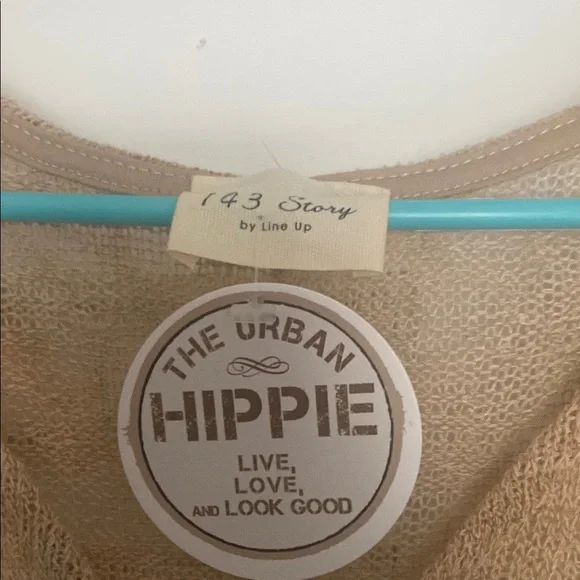 143 Story
by Line Up
THE URBAN
HIPPIE
LIVE,
LOVE,
AND LOOK GOOD